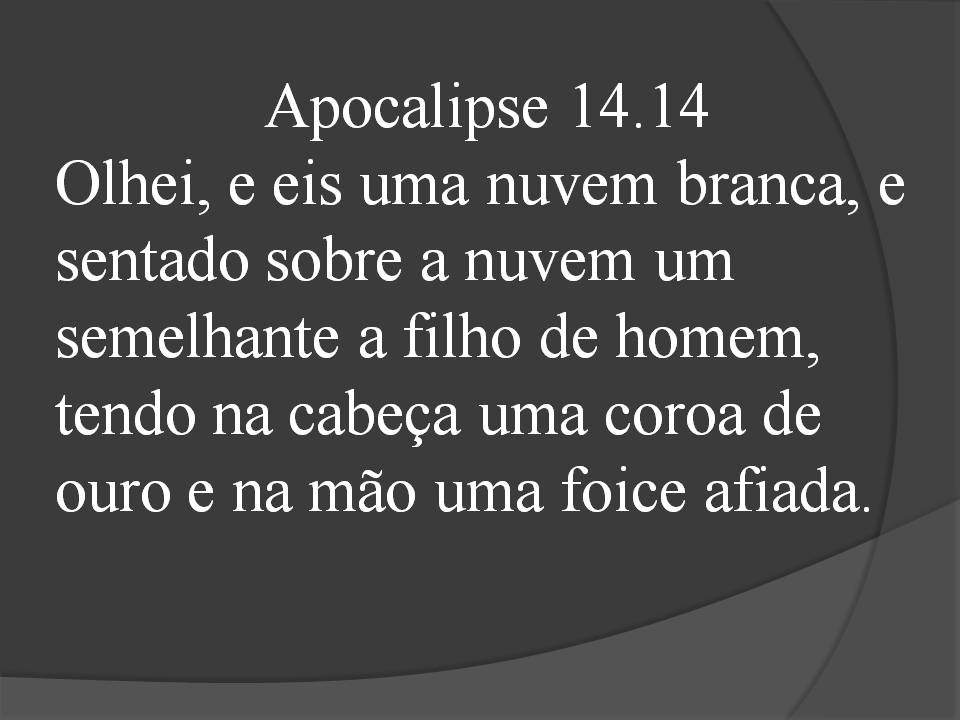 Apocalipse 14.14
Olhei, e eis uma nuvem branca, e
sentado sobre a nuvem um
semelhante a filho de homem,
tendo na cabeça uma coroa de
ouro e na mão uma foice afiada.